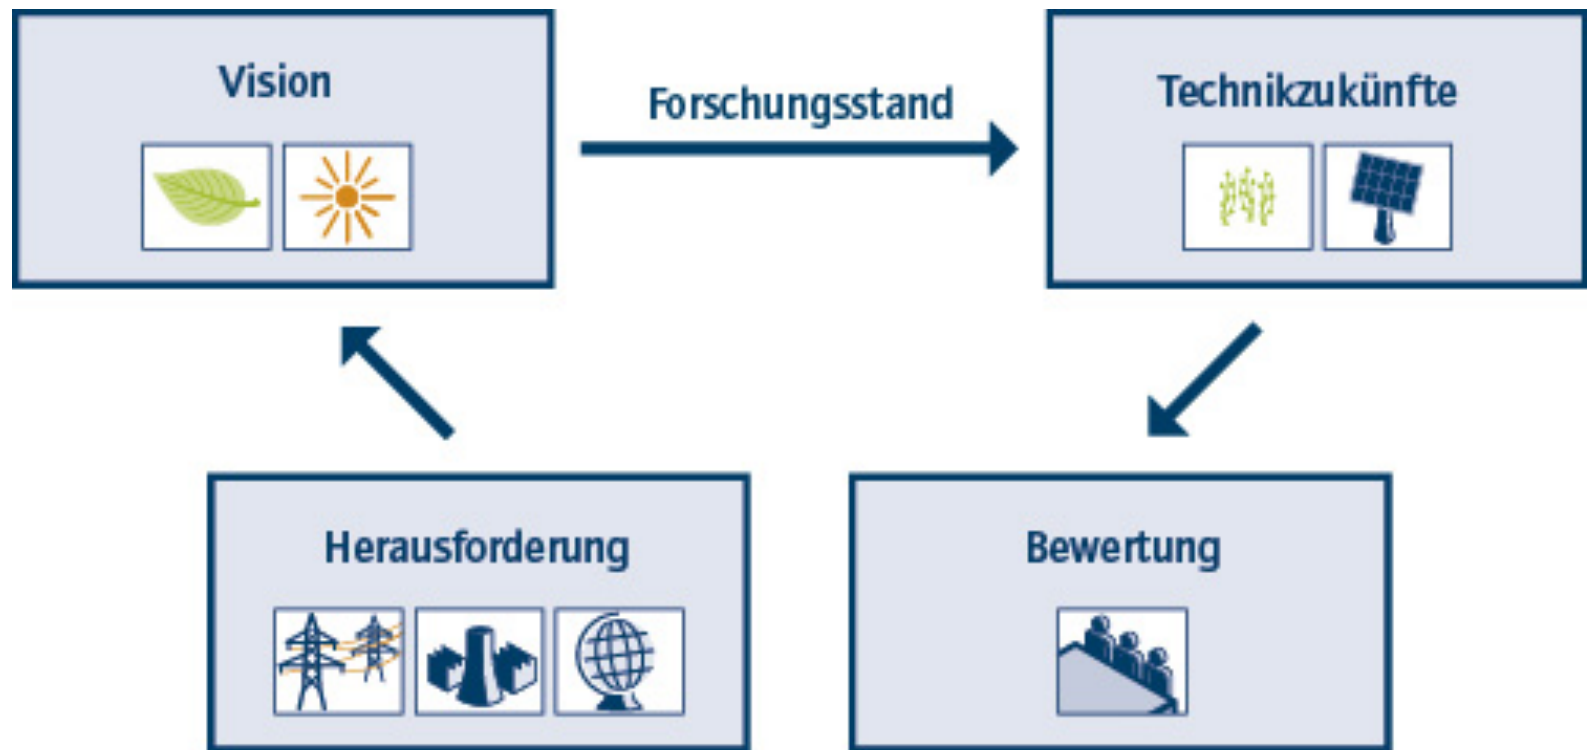 Vision
Forschungsstand
Technikzukünfte
Herausforderung
Bewertung